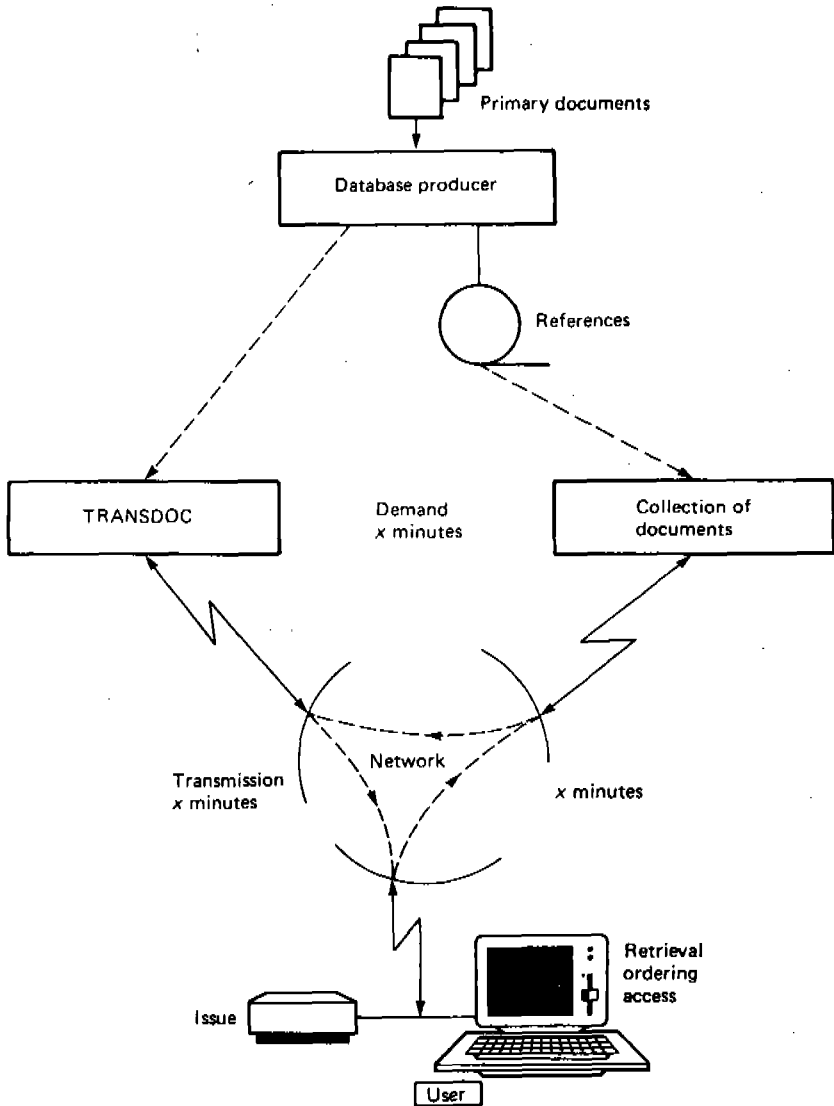 Primary documents
Database producer
References
TRANSDOC
Demand
x minutes
Collection of
documents
Network
Transmission
x minutes
x minutes
Retrieval
ordering
access
Issue
User